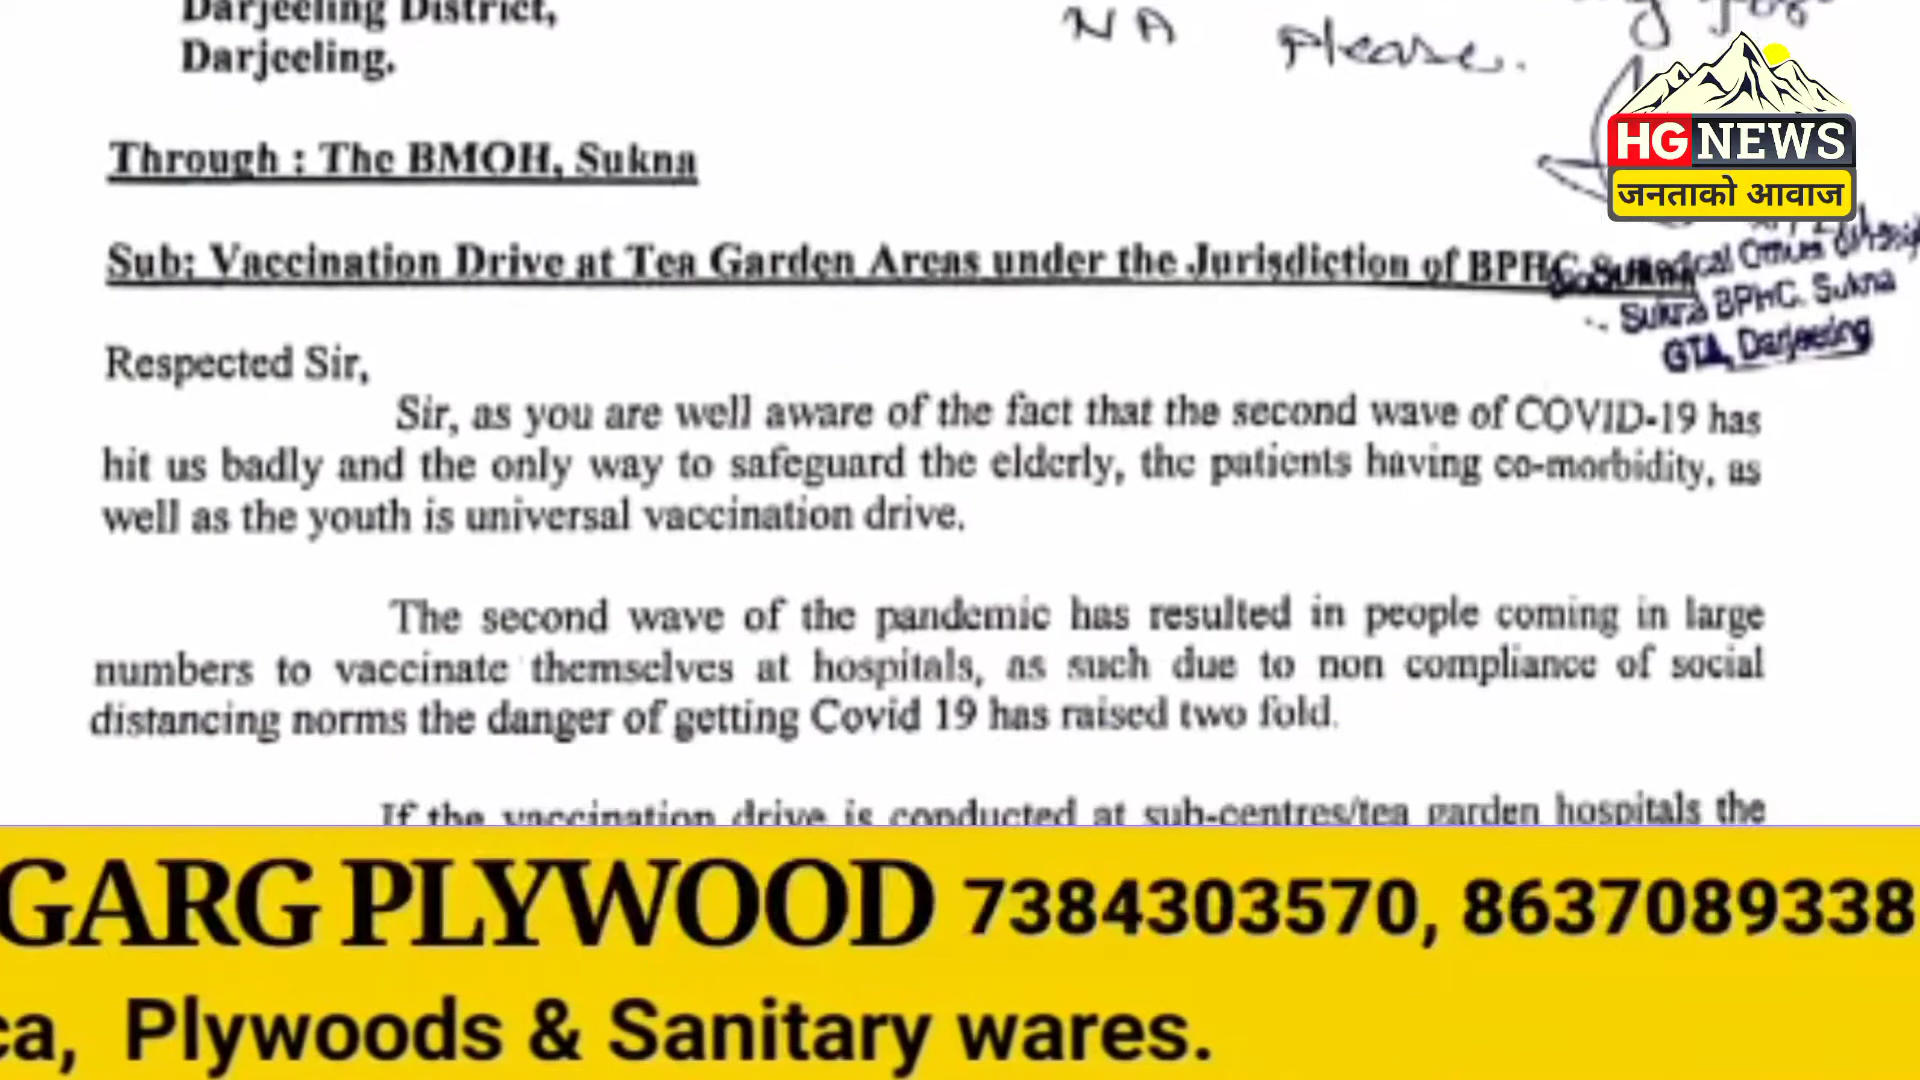 Darjeeling District,
Darjeeling.
NA Please.
HG NEWS
जनताको आवाज
Through : The BMOH, Sukna
Sub: Vaccination Drive at Tea Garden Areas under the Jurisdiction of BPHC Sukna
Medical Officer
Sukna BPHC. Sukna
GTA, Darjeeling
Respected Sir,
Sir, as you are well aware of the fact that the second wave of COVID-19 has
hit us badly and the only way to safeguard the elderly, the patients having co-morbidity, as
well as the youth is universal vaccination drive.
The second wave of the pandemic has resulted in people coming in large
numbers to vaccinate themselves at hospitals, as such due to non compliance of social
distancing norms the danger of getting Covid 19 has raised two fold.
If the vaccination drive is conducted at sub-centres/tea garden hospitals the
GARG PLYWOOD 7384303570, 8637089338
ca, Plywoods & Sanitary wares.